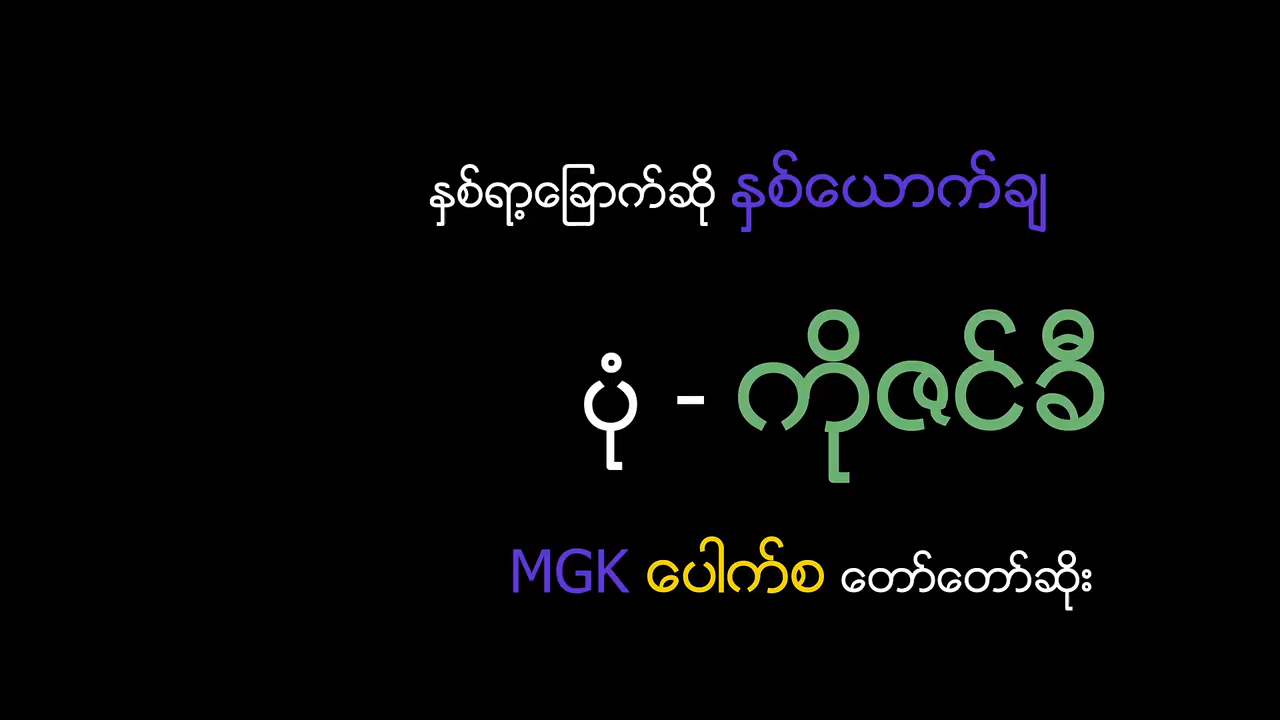 နှစ်ရာ့ခြောက်ဆို နှစ်ယောက်ချ
ပုံ - ကိုဇင်ခီ
MGK ပေါက်စ တော်တော်ဆိုး